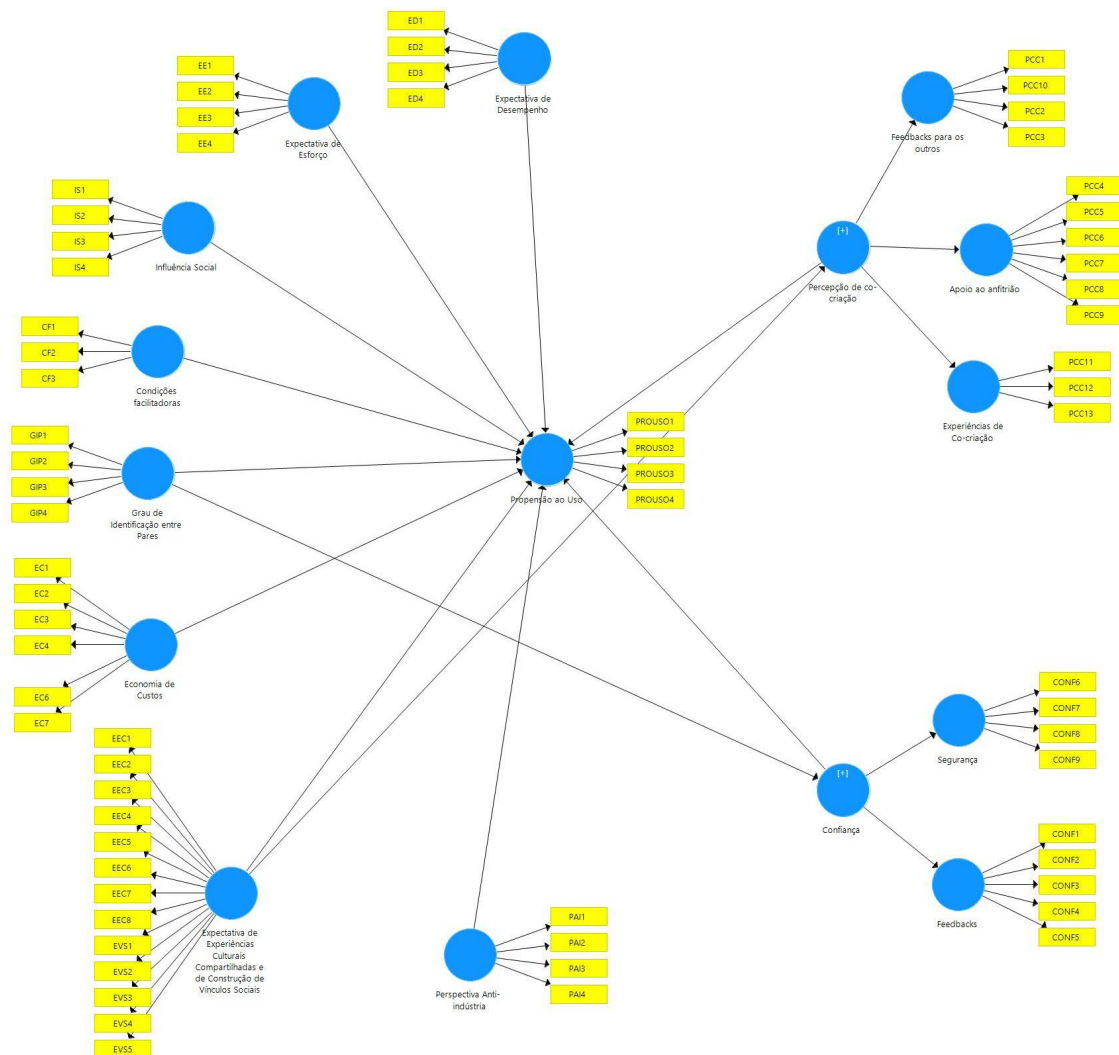 ED1
ED2
ED3
ED4
Expectativa de
Desempenho
EE1
EE2
EE3
EE4
Expectativa de
Esforço
PCC1
PCC10
PCC2
PCC3
Feedbacks para os
outros
IS1
IS2
IS3
IS4
Influência Social
PCC4
PCC5
PCC6
PCC7
PCC8
PCC9
Apoio ao anfitrião
[+]
Percepção de co-
criação
CF1
CF2
CF3
Condições
facilitadoras
PCC11
PCC12
PCC13
Experiências de
Co-criação
GIP1
GIP2
GIP3
GIP4
Grau de
Identificação entre
Pares
PROUSO1
PROUSO2
PROUSO3
PROUSO4
Propensão ao Uso
EC1
EC2
EC3
EC4
EC6
EC7
Economia de
Custos
CONF6
CONF7
CONF8
CONF9
Segurança
[+]
Confiança
EEC1
EEC2
EEC3
EEC4
EEC5
EEC6
EEC7
EEC8
EVS1
EVS2
EVS3
EVS4
EVS5
Expectativa de
Experiências
Culturais
Compartilhadas e
de Construção de
Vínculos Sociais
CONF1
CONF2
CONF3
CONF4
CONF5
Feedbacks
PAI1
PAI2
PAI3
PAI4
Perspectiva Anti-
indústria